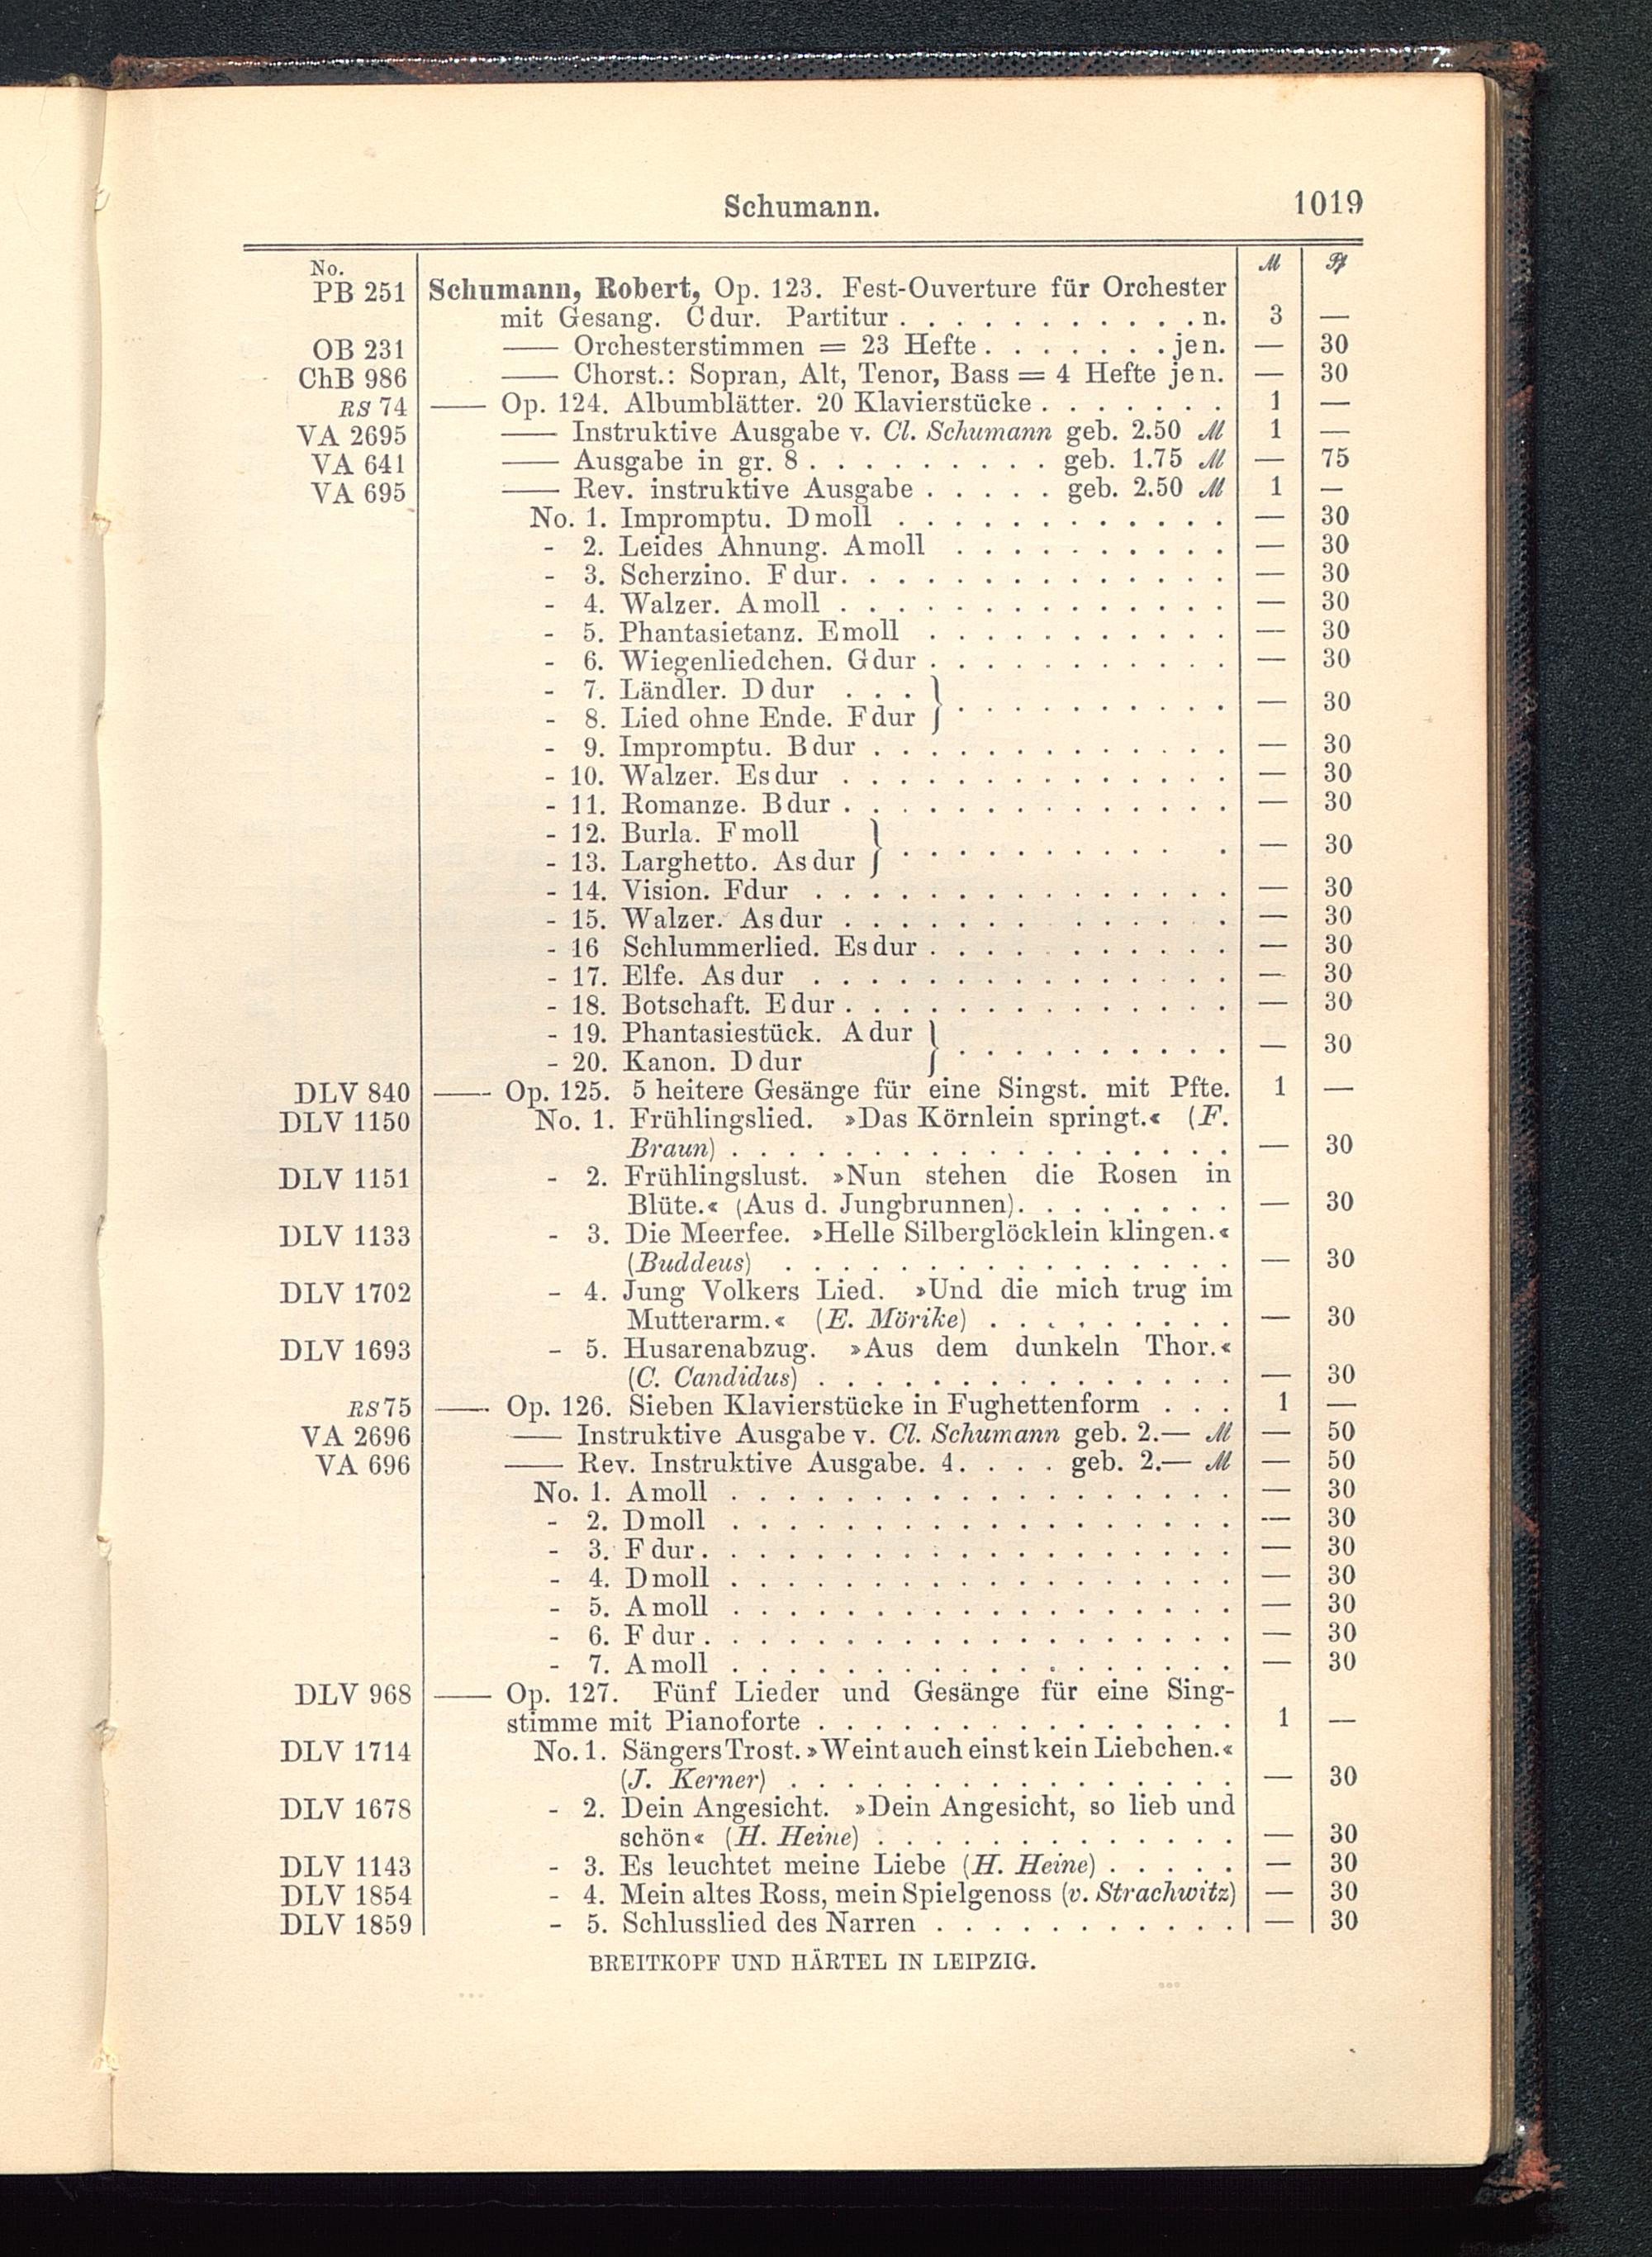 Schumann. 1019
No. M Pf
PB 251 Schumann, Robert, Op. 123. Fest-Ouverture für Orchester
mit Gesang. C dur. Partitur . . . . . . . . . . . n. 3 —
OB 231 —— Orchesterstimmen = 23 Hefte . . . . . . . je n. — 30
ChB 986 —— Chorst.: Sopran, Alt, Tenor, Bass = 4 Hefte je n. — 30
RS 74 —— Op. 124. Albumblätter. 20 Klavierstücke . . . . . . . 1 —
VA 2695 —— Instruktive Ausgabe v. Cl. Schumann geb. 2.50 M 1 —
VA 641 —— Ausgabe in gr. 8 . . . . . . . . . geb. 1.75 M — 75
VA 695 —— Rev. instruktive Ausgabe . . . . . geb. 2.50 M 1 —
No. 1. Impromptu. D moll . . . . . . . . . . . . — 30
- 2. Leides Ahnung. A moll . . . . . . . . . . — 30
- 3. Scherzino. F dur. . . . . . . . . . . . . . — 30
- 4. Walzer. A moll . . . . . . . . . . . . . . — 30
- 5. Phantasietanz. E moll . . . . . . . . . . . — 30
- 6. Wiegenliedchen. G dur . . . . . . . . . . . — 30
- 7. Ländler. D dur . . . }
- 8. Lied ohne Ende. F dur } . . . . . . . . . . — 30
- 9. Impromptu. B dur . . . . . . . . . . . . . — 30
- 10. Walzer. Es dur . . . . . . . . . . . . . . — 30
- 11. Romanze. B dur . . . . . . . . . . . . . . — 30
- 12. Burla. F moll }
- 13. Larghetto. As dur } . . . . . . . . . . . — 30
- 14. Vision. Fdur . . . . . . . . . . . . . . . — 30
- 15. Walzer. As dur . . . . . . . . . . . . . . — 30
- 16 Schlummerlied. Es dur . . . . . . . . . . . — 30
- 17. Elfe. As dur . . . . . . . . . . . . . . . — 30
- 18. Botschaft. E dur . . . . . . . . . . . . . . — 30
- 19. Phantasiestück. A dur }
- 20. Kanon. D dur } . . . . . . . . . . — 30
DLV 840 —— Op. 125. 5 heitere Gesänge für eine Singst. mit Pfte. 1 —
DLV 1150 No. 1. Frühlingslied. »Das Körnlein springt.« (F.
Braun) . . . . . . . . . . . . . . . . . . — 30
DLV 1151 - 2. Frühlingslust. »Nun stehen die Rosen in
Blüte.« (Aus d. Jungbrunnen). . . . . . . . — 30
DLV 1133 - 3. Die Meerfee. »Helle Silberglöcklein klingen.«
(Buddeus) . . . . . . . . . . . . . . . . — 30
DLV 1702 - 4. Jung Volkers Lied. »Und die mich trug im
Mutterarm.« (E. Mörike) . . . . . . . . . — 30
DLV 1693 - 5. Husarenabzug. »Aus dem dunkeln Thor.«
(C. Candidus) . . . . . . . . . . . . . . . — 30
RS 75 —— Op. 126. Sieben Klavierstücke in Fughettenform . . . 1 —
VA 2696 —— Instruktive Ausgabe v. Cl. Schumann geb. 2.— M — 50
VA 696 —— Rev. Instruktive Ausgabe. 4. . . . . geb. 2.— M — 50
No. 1. A moll . . . . . . . . . . . . . . . . . . — 30
- 2. D moll . . . . . . . . . . . . . . . . . . — 30
- 3. F dur. . . . . . . . . . . . . . . . . . . — 30
- 4. D moll . . . . . . . . . . . . . . . . . . — 30
- 5. A moll . . . . . . . . . . . . . . . . . . — 30
- 6. F dur. . . . . . . . . . . . . . . . . . . — 30
- 7. A moll . . . . . . . . . . . . . . . . . . — 30
DLV 968 —— Op. 127. Fünf Lieder und Gesänge für eine Sing-
stimme mit Pianoforte . . . . . . . . . . . . . . . 1 —
DLV 1714 No. 1. Sängers Trost. »Weint auch einst kein Liebchen.«
(J. Kerner) . . . . . . . . . . . . . . . . — 30
DLV 1678 - 2. Dein Angesicht. »Dein Angesicht, so lieb und
schön« (H. Heine) . . . . . . . . . . . . . — 30
DLV 1143 - 3. Es leuchtet meine Liebe (H. Heine) . . . . . — 30
DLV 1854 - 4. Mein altes Ross, mein Spielgenoss (v. Strachwitz) — 30
DLV 1859 - 5. Schlusslied des Narren . . . . . . . . . . . — 30
BREITKOPF UND HÄRTEL IN LEIPZIG.